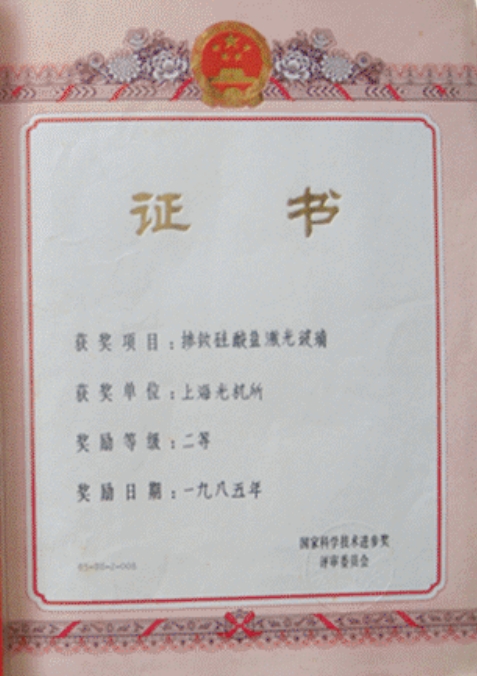 证书
获奖项目：掺钕硅酸盐激光玻璃
获奖单位：上海光机所
奖励等级：二等
奖励日期：一九八五年
国家科学技术进步奖
评审委员会